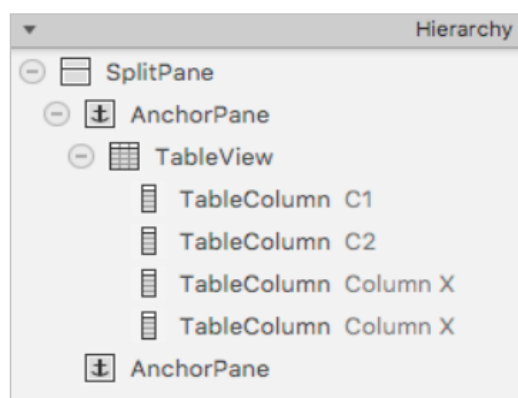 Hierarchy
SplitPane
AnchorPane
TableView
TableColumn C1
TableColumn C2
TableColumn Column X
TableColumn Column X
AnchorPane